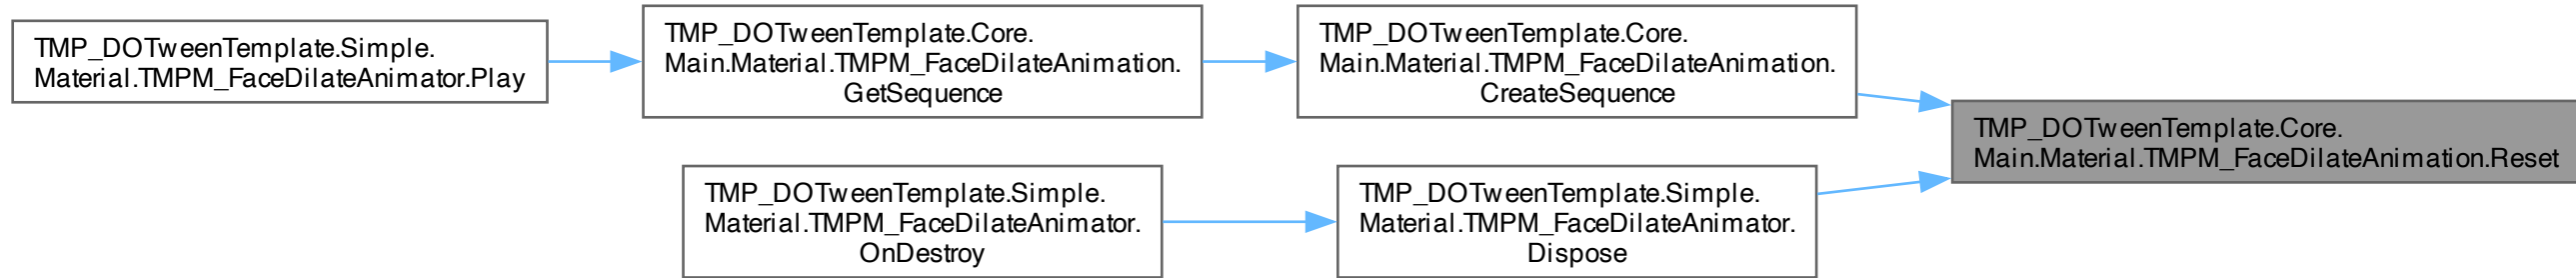 TMP_DOTweenTemplate.Simple.
Material.TMPM_FaceDilateAnimator.Play
TMP_DOTweenTemplate.Core.
Main.Material.TMPM_FaceDilateAnimation.
GetSequence
TMP_DOTweenTemplate.Core.
Main.Material.TMPM_FaceDilateAnimation.
CreateSequence
TMP_DOTweenTemplate.Core.
Main.Material.TMPM_FaceDilateAnimation.Reset
TMP_DOTweenTemplate.Simple.
Material.TMPM_FaceDilateAnimator.
OnDestroy
TMP_DOTweenTemplate.Simple.
Material.TMPM_FaceDilateAnimator.
Dispose